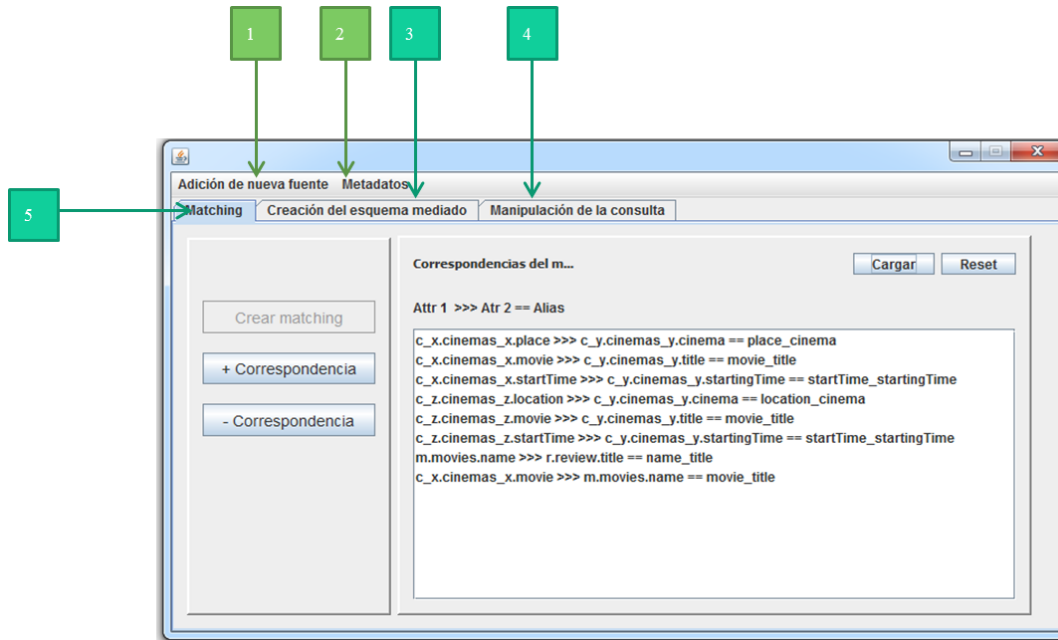 1
2
3
4
5
Adición de nueva fuente Metadatos
Matching Creación del esquema mediado Manipulación de la consulta
Correspondencias del m...
Cargar Reset
Attr 1 >>> Atr 2 == Alias
Crear matching
+ Correspondencia
- Correspondencia
c_x.cinemas_x.place >>> c_y.cinemas_y.cinema == place_cinema
c_x.cinemas_x.movie >>> c_y.cinemas_y.title == movie_title
c_x.cinemas_x.startTime >>> c_y.cinemas_y.startingTime == startTime_startingTime
c_z.cinemas_z.location >>> c_y.cinemas_y.cinema == location_cinema
c_z.cinemas_z.movie >>> c_y.cinemas_y.title == movie_title
c_z.cinemas_z.startTime >>> c_y.cinemas_y.startingTime == startTime_startingTime
m.movies.name >>> r.review.title == name_title
c_x.cinemas_x.movie >>> m.movies.name == movie_title